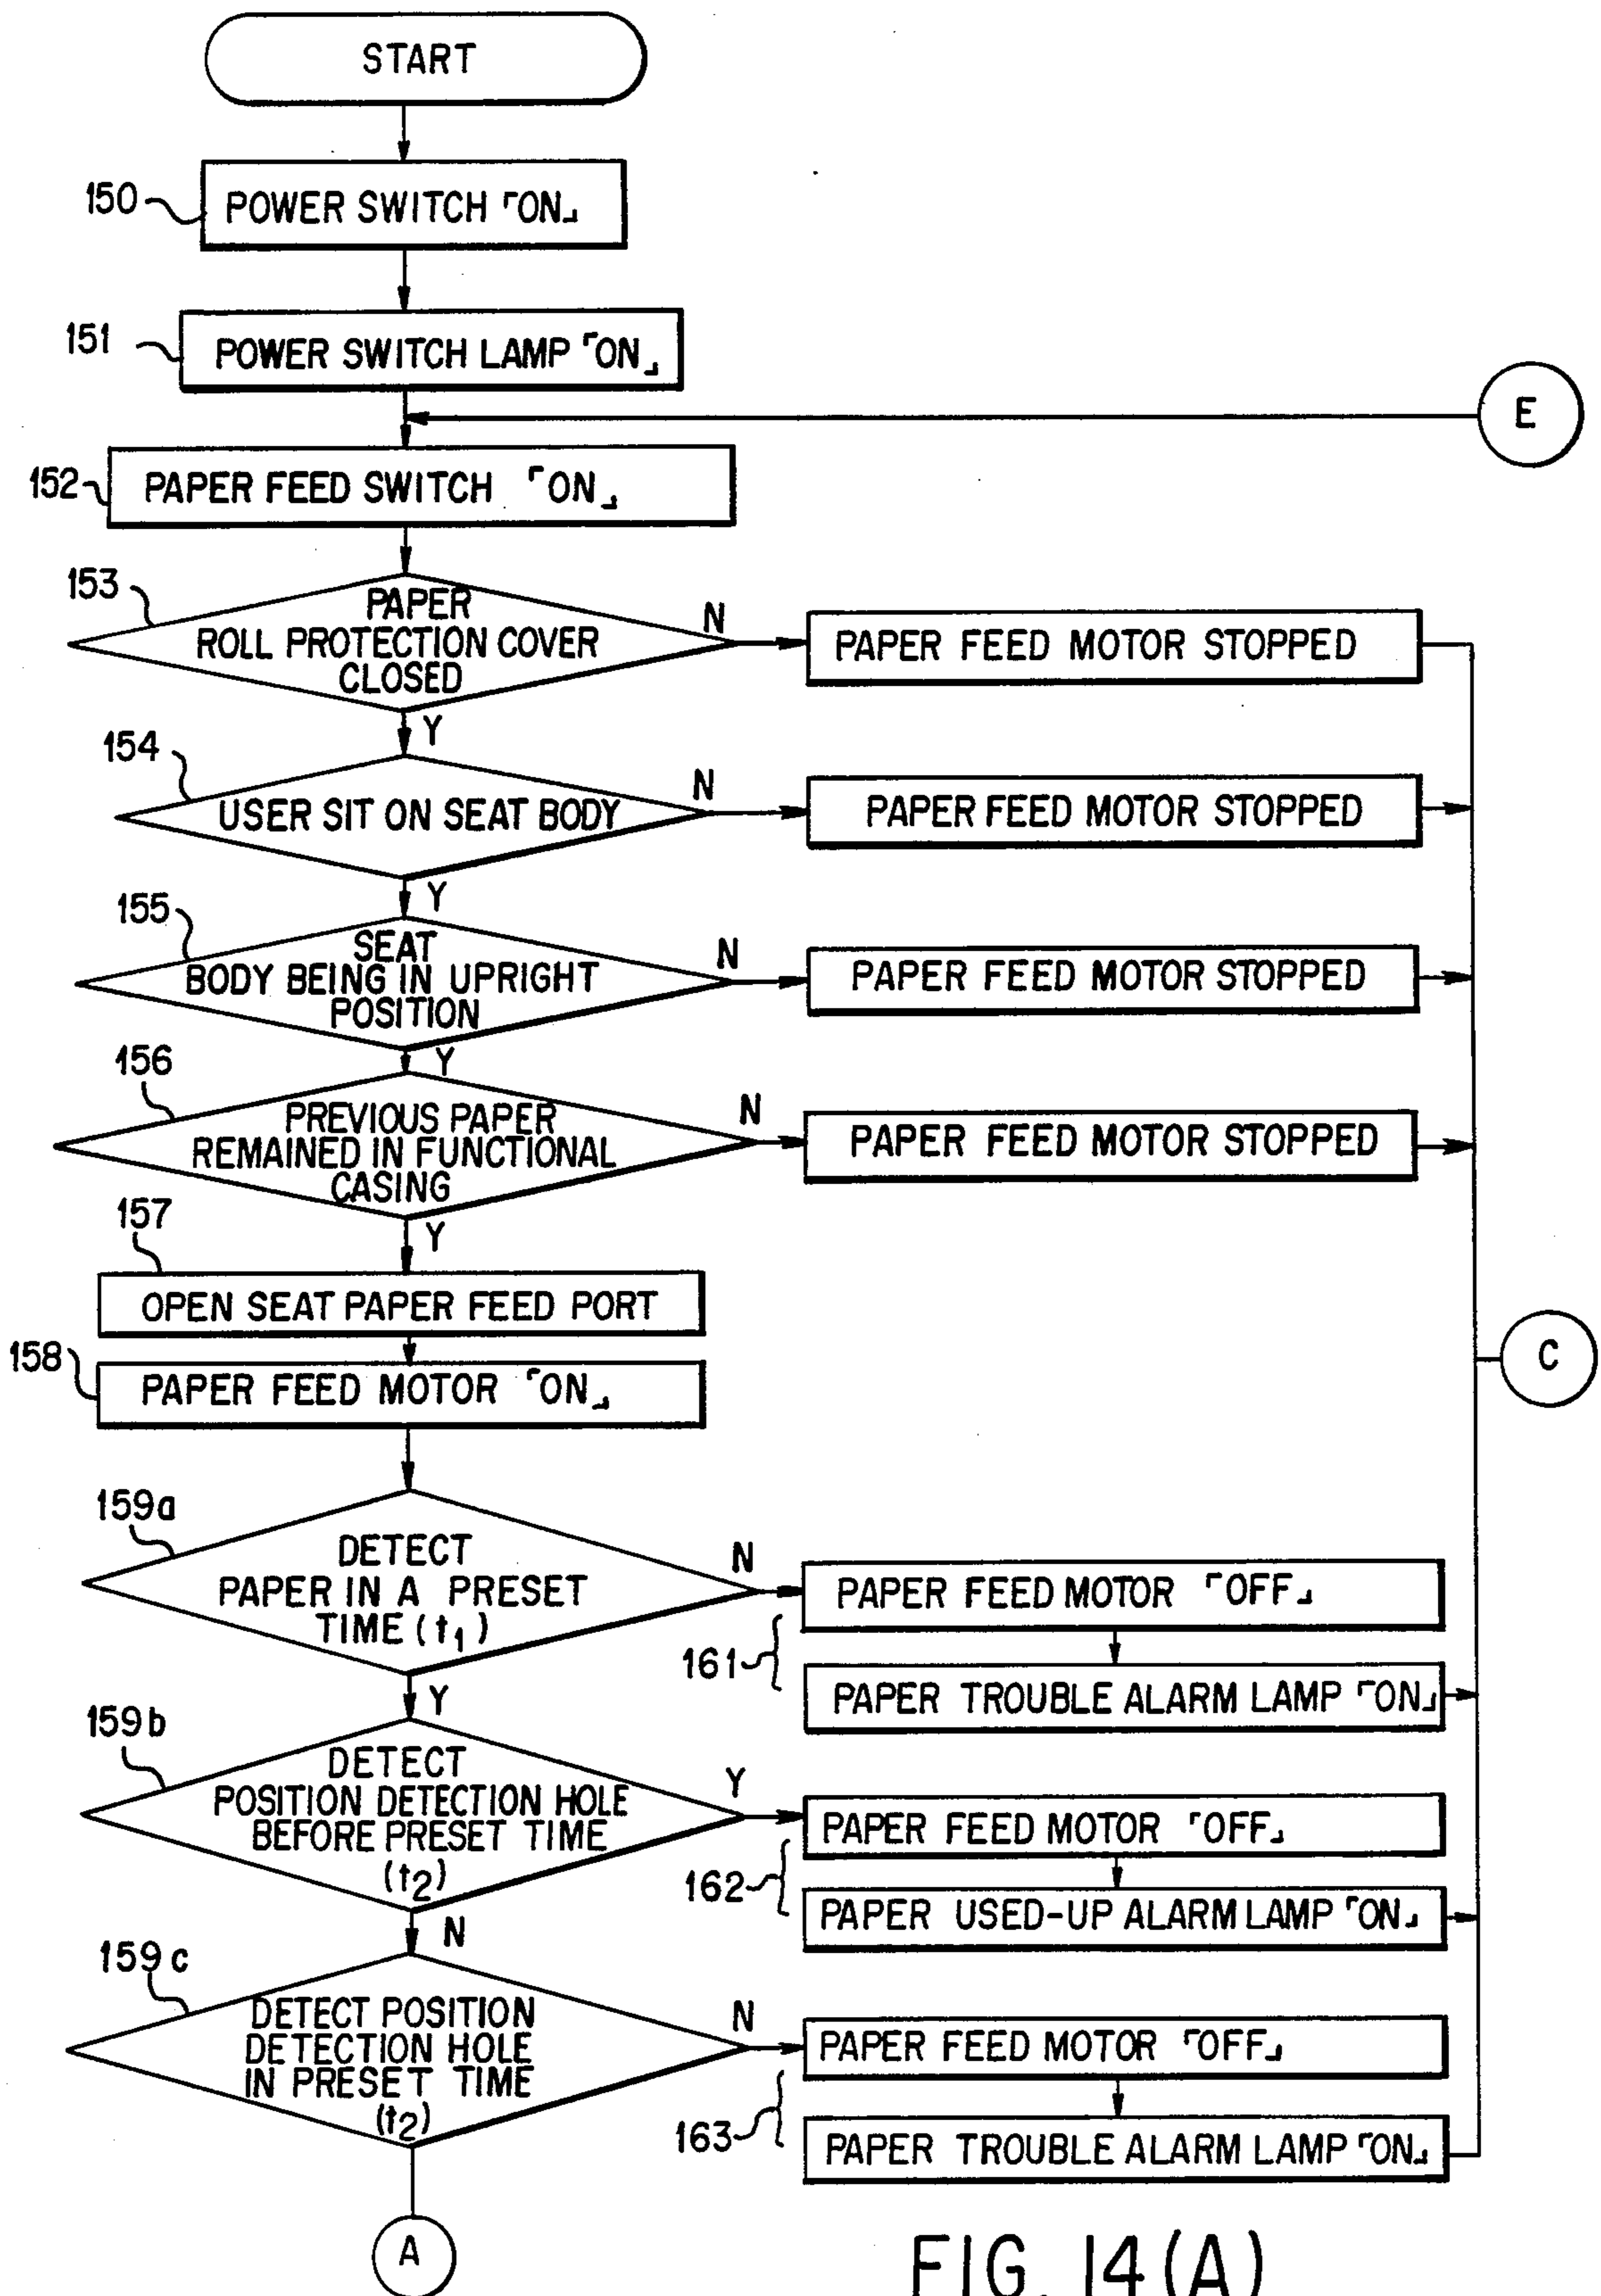 START
150
POWER SWITCH「ON」
151
POWER SWITCH LAMP「ON」
E
152
PAPER FEED SWITCH 「ON」
153
PAPER
ROLL PROTECTION COVER
CLOSED
N
PAPER FEED MOTOR STOPPED
Y
154
USER SIT ON SEAT BODY
N
PAPER FEED MOTOR STOPPED
Y
155
SEAT
BODY BEING IN UPRIGHT
POSITION
N
PAPER FEED MOTOR STOPPED
Y
156
PREVIOUS PAPER
REMAINED IN FUNCTIONAL
CASING
N
PAPER FEED MOTOR STOPPED
Y
157
OPEN SEAT PAPER FEED PORT
158
PAPER FEED MOTOR 「ON」
C
159a
DETECT
PAPER IN A PRESET
TIME (t1)
N
PAPER FEED MOTOR 「OFF」
161
PAPER TROUBLE ALARM LAMP「ON」
Y
159b
DETECT
POSITION DETECTION HOLE
BEFORE PRESET TIME
(t2)
Y
PAPER FEED MOTOR 「OFF」
162
PAPER USED-UP ALARM LAMP「ON」
N
159c
DETECT POSITION
DETECTION HOLE
IN PRESET TIME
(t2)
N
PAPER FEED MOTOR 「OFF」
163
PAPER TROUBLE ALARM LAMP「ON」
A
FIG. 14(A)